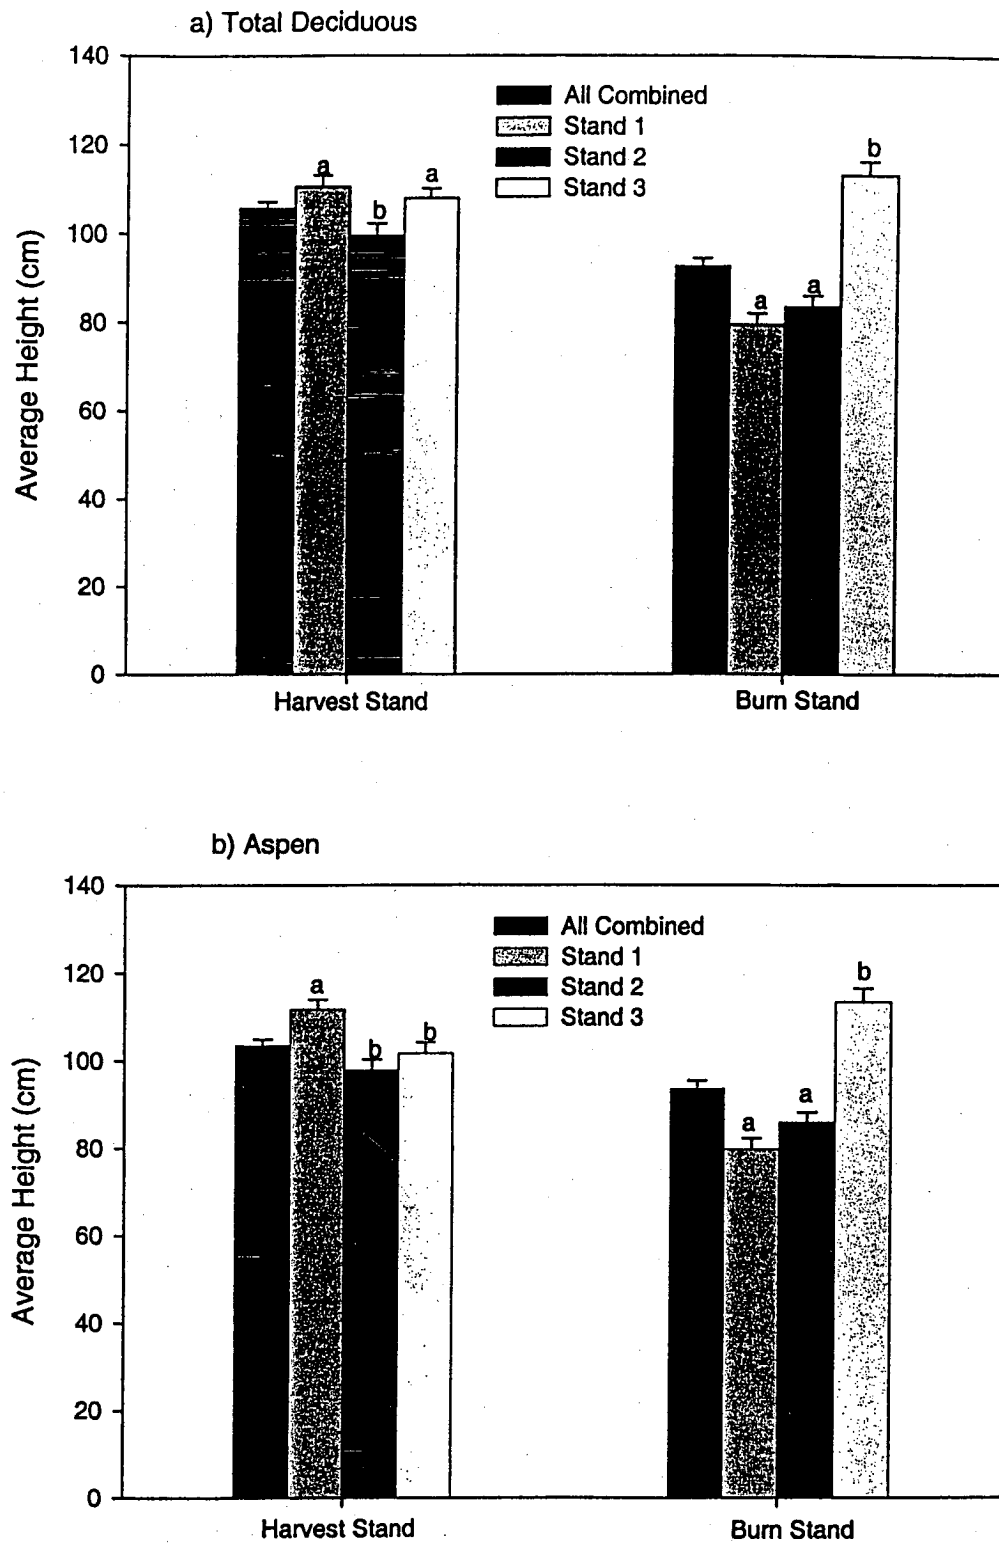 a) Total Deciduous
140
120
100
80
60
40
20
0
Average Height (cm)
All Combined
Stand 1
Stand 2
Stand 3
a
b
a
a
a
b
Harvest Stand
Burn Stand
b) Aspen
140
120
100
80
60
40
20
0
Average Height (cm)
All Combined
Stand 1
Stand 2
Stand 3
a
b
b
a
a
b
Harvest Stand
Burn Stand